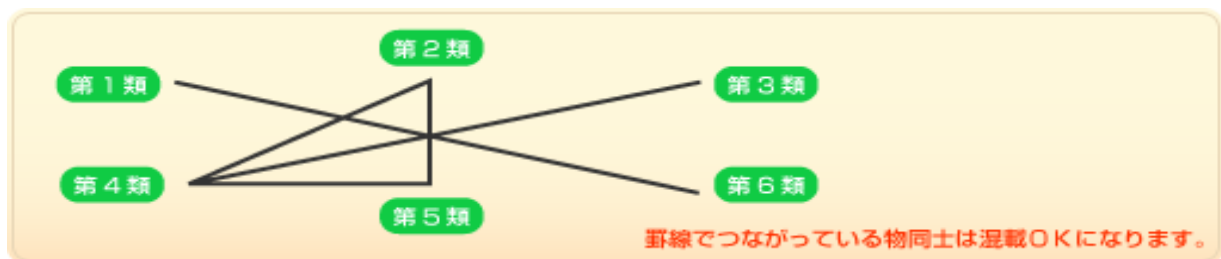 第２類
第１類
第３類
第４類
第６類
第５類
罫線でつながっている物同士は混載ＯＫになります。